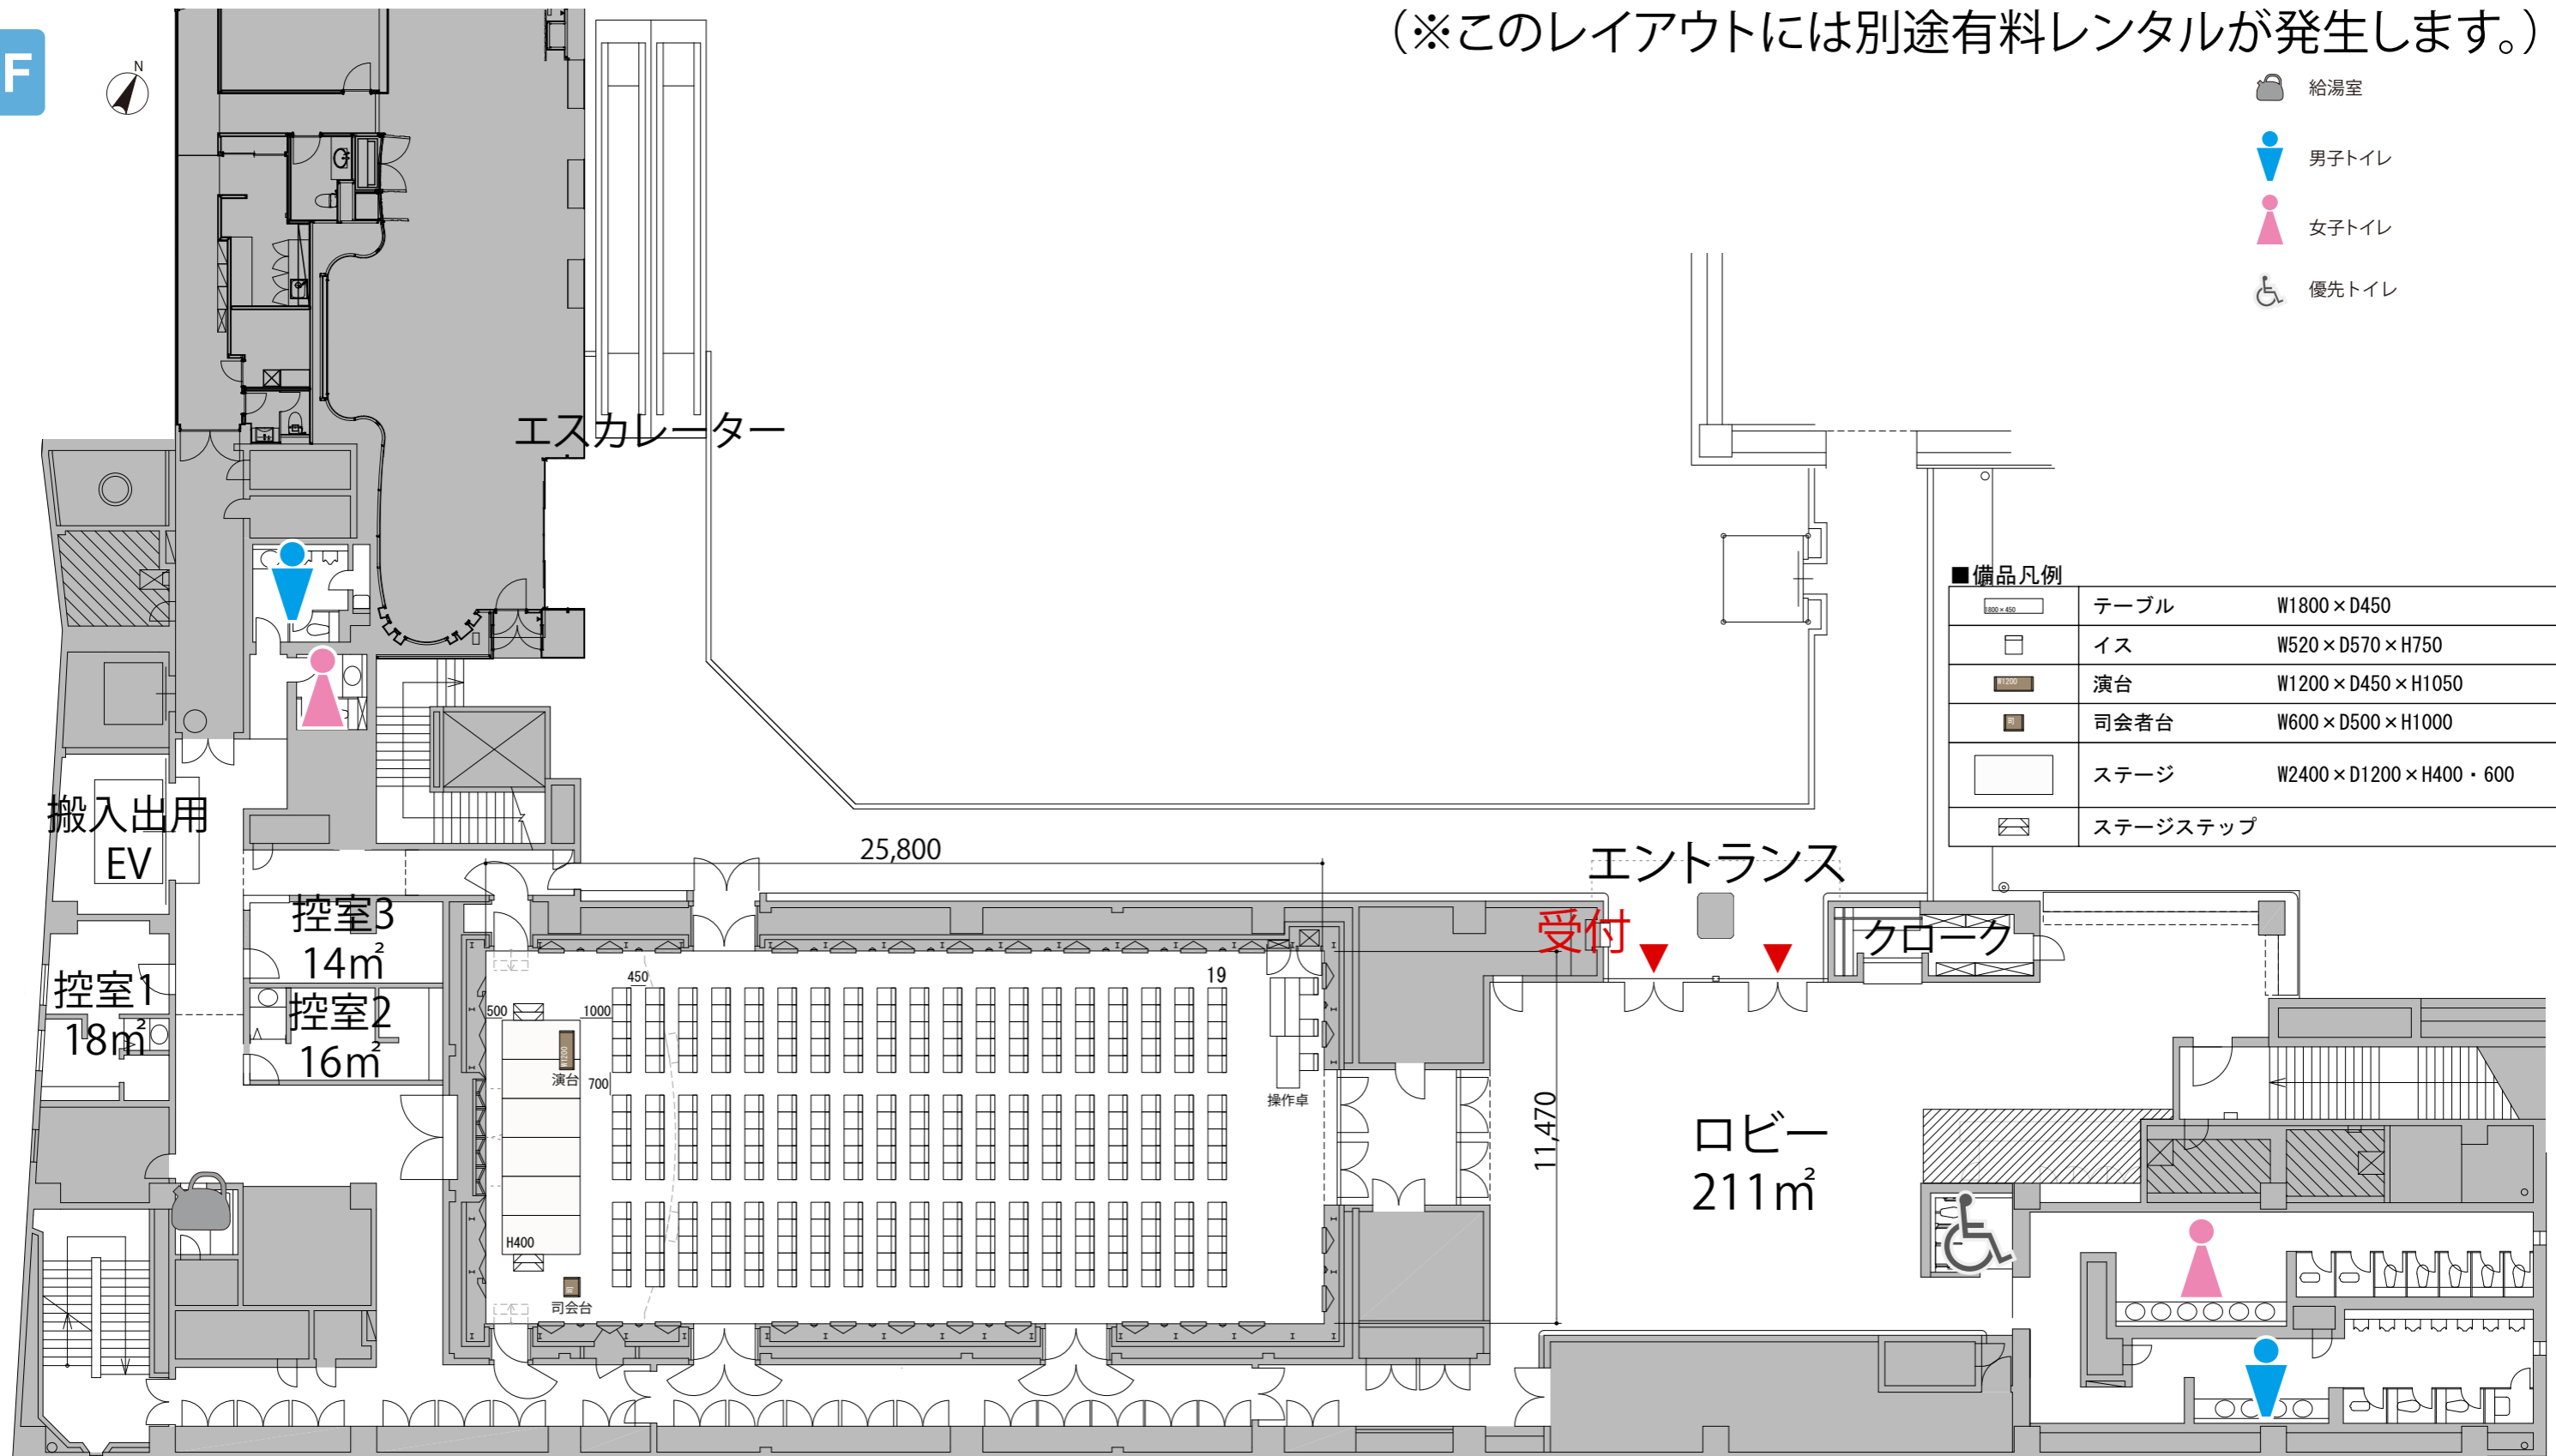 (※このレイアウトには別途有料レンタルが発生します。)
F
N
給湯室
男子トイレ
女子トイレ
優先トイレ
エスカレーター
■備品凡例
1800×450 テーブル W1800×D450
イス W520×D570×H750
W1200 演台 W1200×D450×H1050
司 司会者台 W600×D500×H1000
ステージ W2400×D1200×H400・600
ステージステップ
搬入出用
EV
25,800
エントランス
受付
クローク
控室3
14㎡
控室1
18㎡
控室2
16㎡
450
19
500
1000
W1200
演台
700
操作卓
11,470
ロビー
211㎡
H400
司
司会台